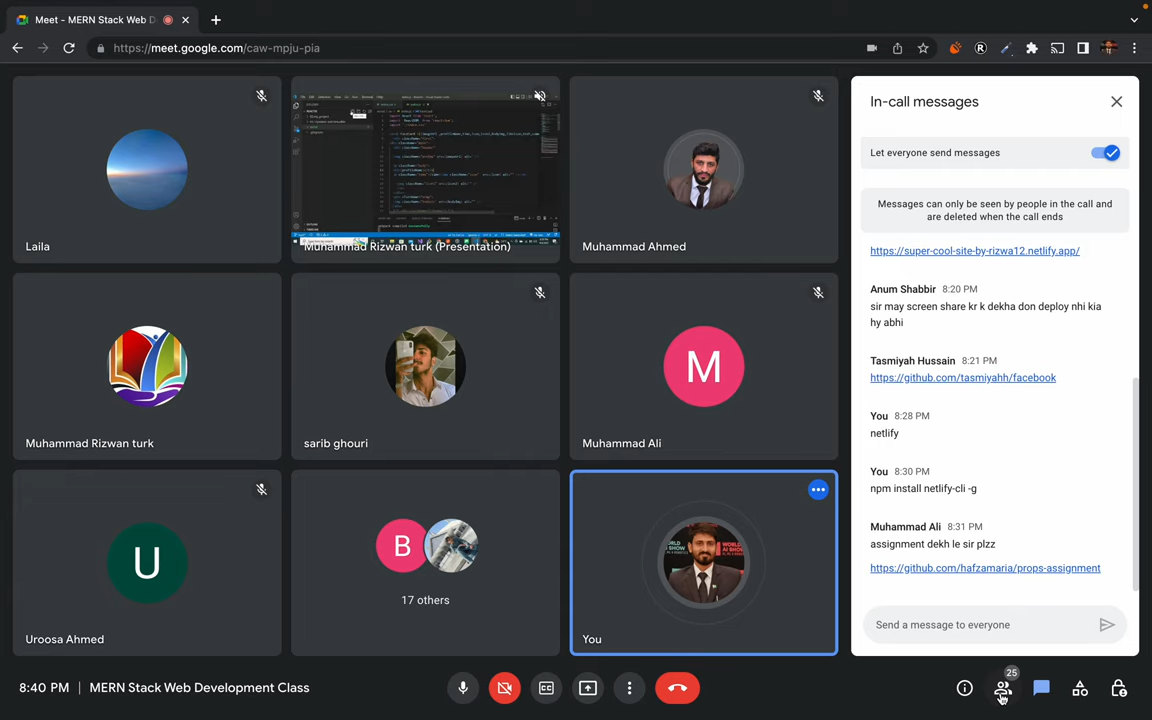 Meet - MERN Stack Web D
https://meet.google.com/caw-mpju-pia
Laila
Muhammad Rizwan turk (Presentation)
Muhammad Ahmed
Muhammad Rizwan turk
sarib ghouri
M
Muhammad Ali
U
Uroosa Ahmed
B
17 others
You
In-call messages
Let everyone send messages
Messages can only be seen by people in the call and
are deleted when the call ends
https://super-cool-site-by-rizwa12.netlify.app/
Anum Shabbir 8:20 PM
sir may screen share kr k dekha don deploy nhi kia
hy abhi
Tasmiyah Hussain 8:21 PM
https://github.com/tasmiyahh/facebook
You 8:28 PM
netlify
You 8:30 PM
npm install netlify-cli -g
Muhammad Ali 8:31 PM
assignment dekh le sir plzz
https://github.com/hafzamaria/props-assignment
Send a message to everyone
8:40 PM | MERN Stack Web Development Class
25